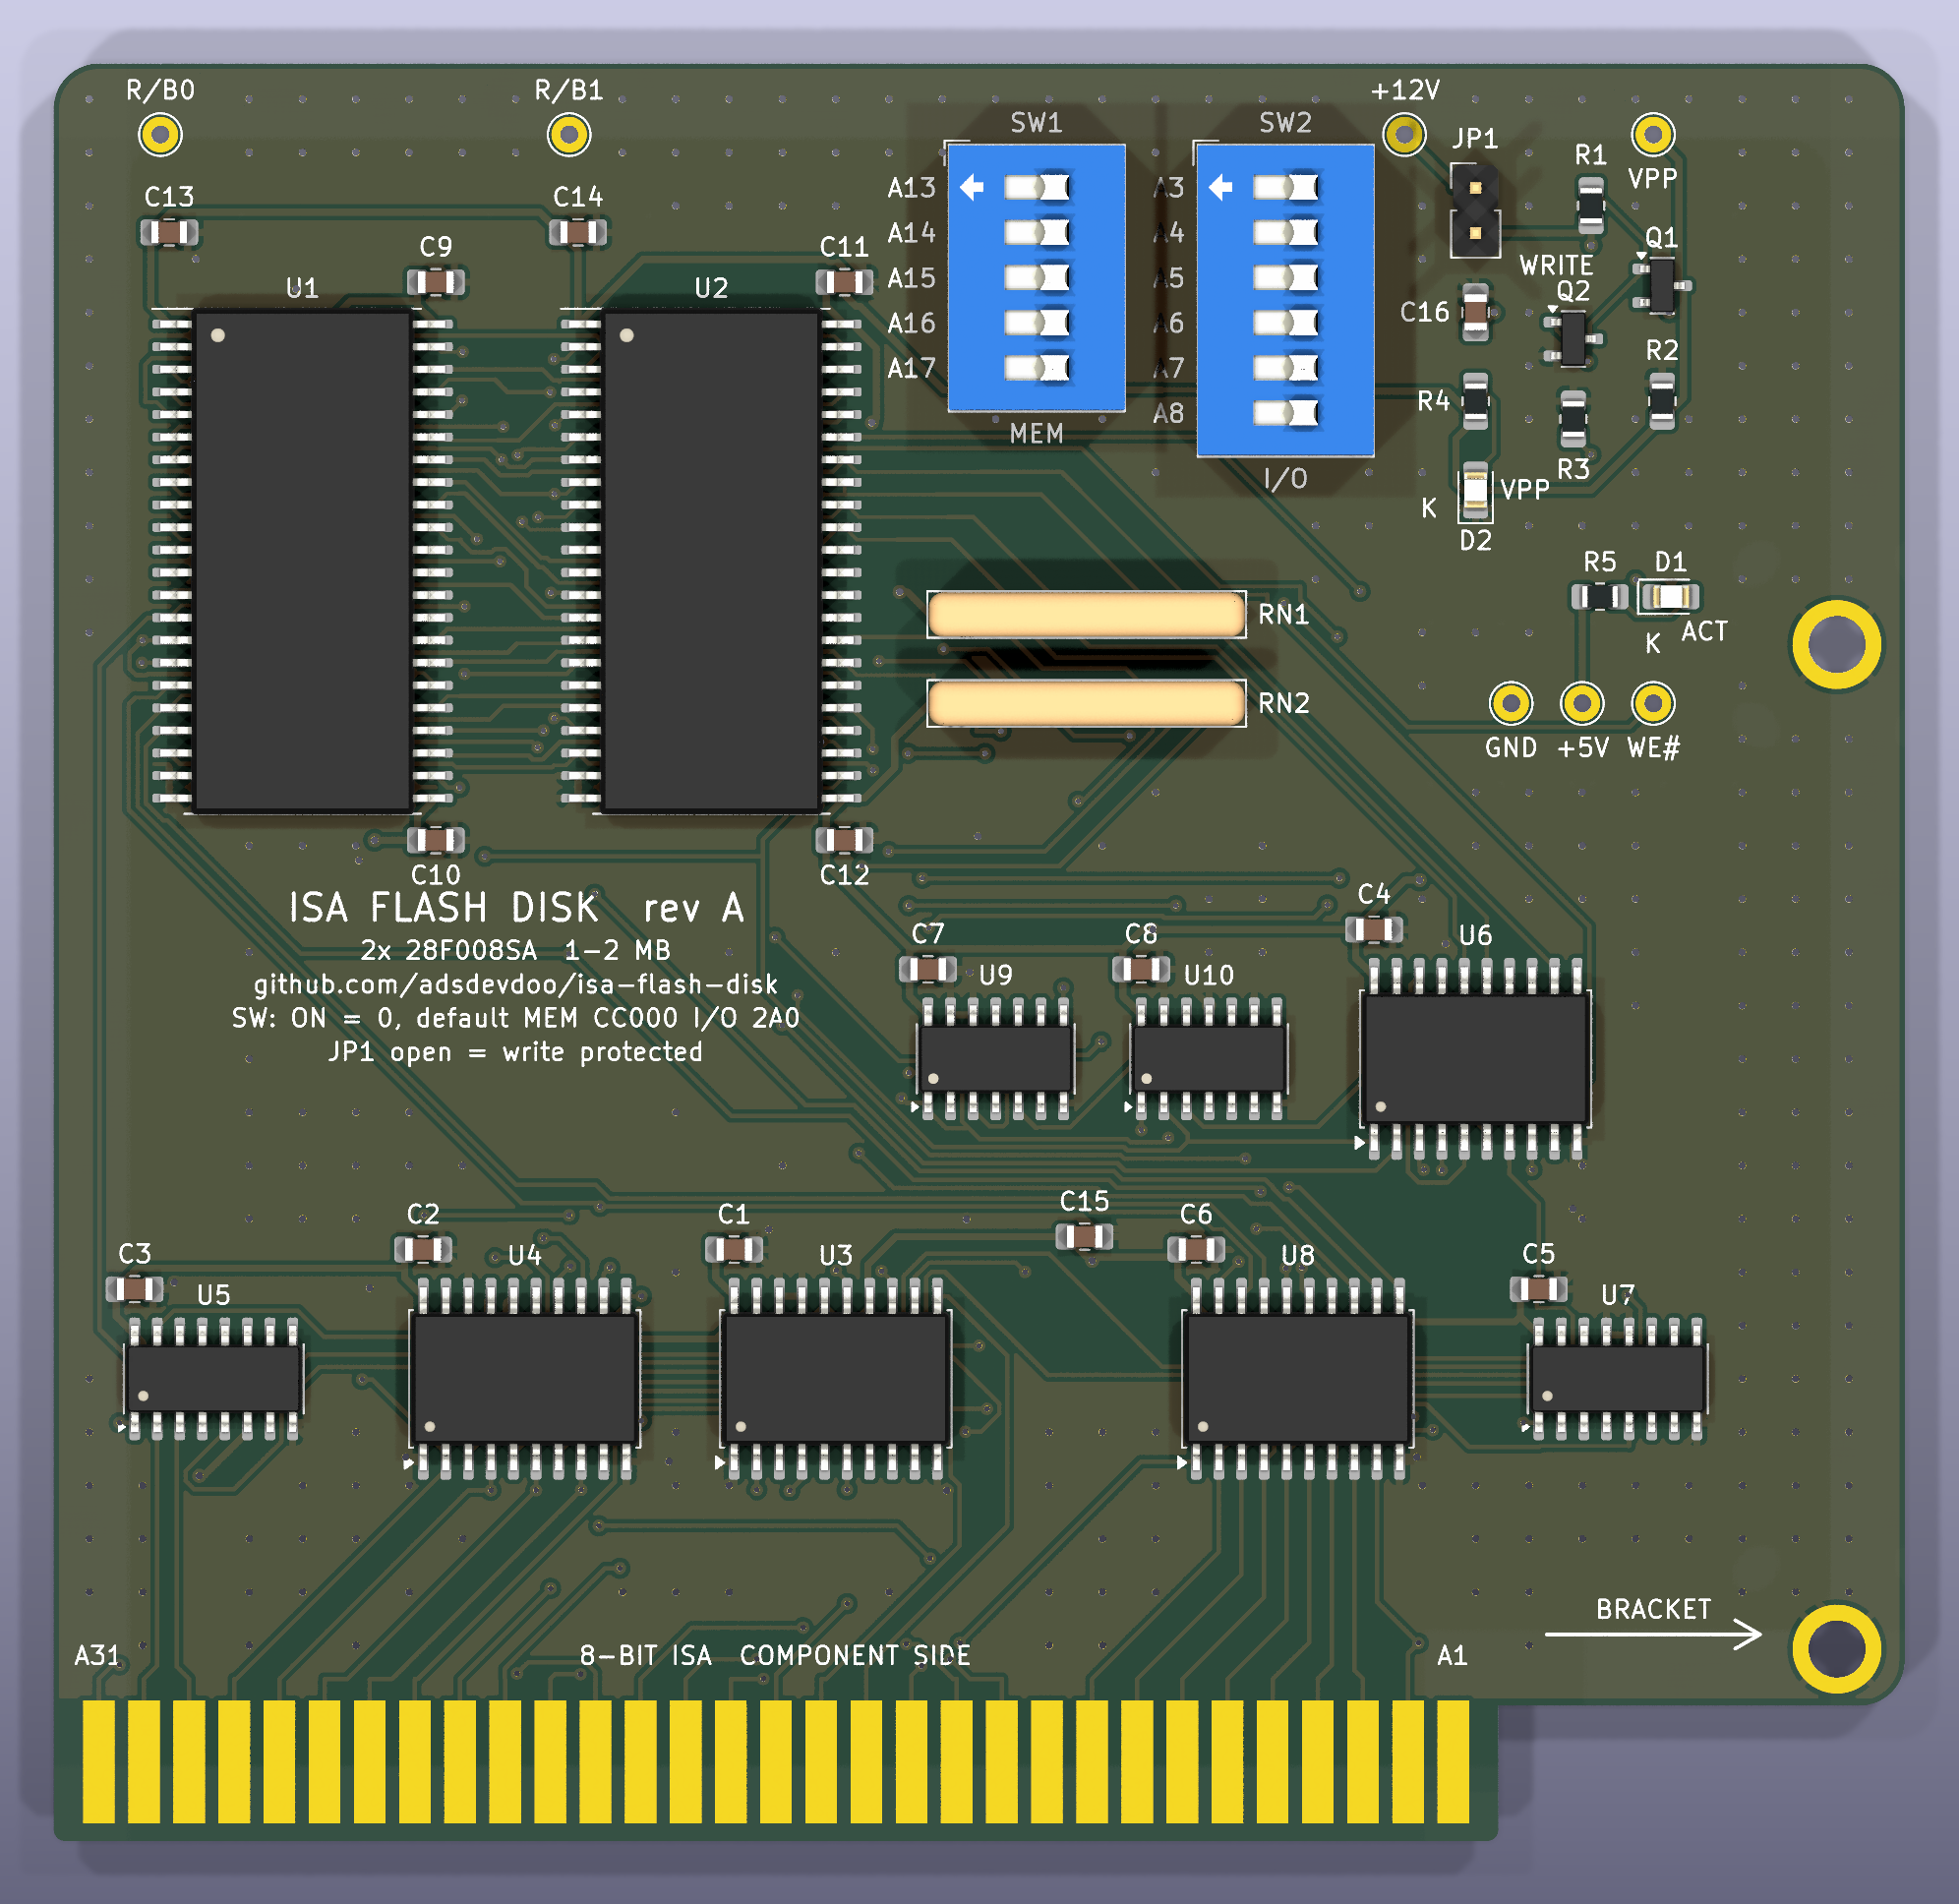 R/B0
R/B1
+12V
SW1
SW2
JP1
R1
VPP
C13
C14
A13
A14
A15
A16
A17
A3
A4
A5
A6
A7
A8
MEM
I/O
C9
C11
Q1
WRITE
Q2
U1
U2
C16
R2
R4
R3
VPP
K
D2
R5
D1
ACT
K
RN1
RN2
GND
+5V
WE#
C10
C12
ISA FLASH DISK rev A
2x 28F008SA 1-2 MB
github.com/adsdevdoo/isa-flash-disk
SW: ON = 0, default MEM CC000 I/O 2A0
JP1 open = write protected
C4
C7
C8
U6
U9
U10
C15
C2
C1
C6
C3
U4
U3
U8
C5
U5
U7
BRACKET
A31
8-BIT ISA COMPONENT SIDE
A1